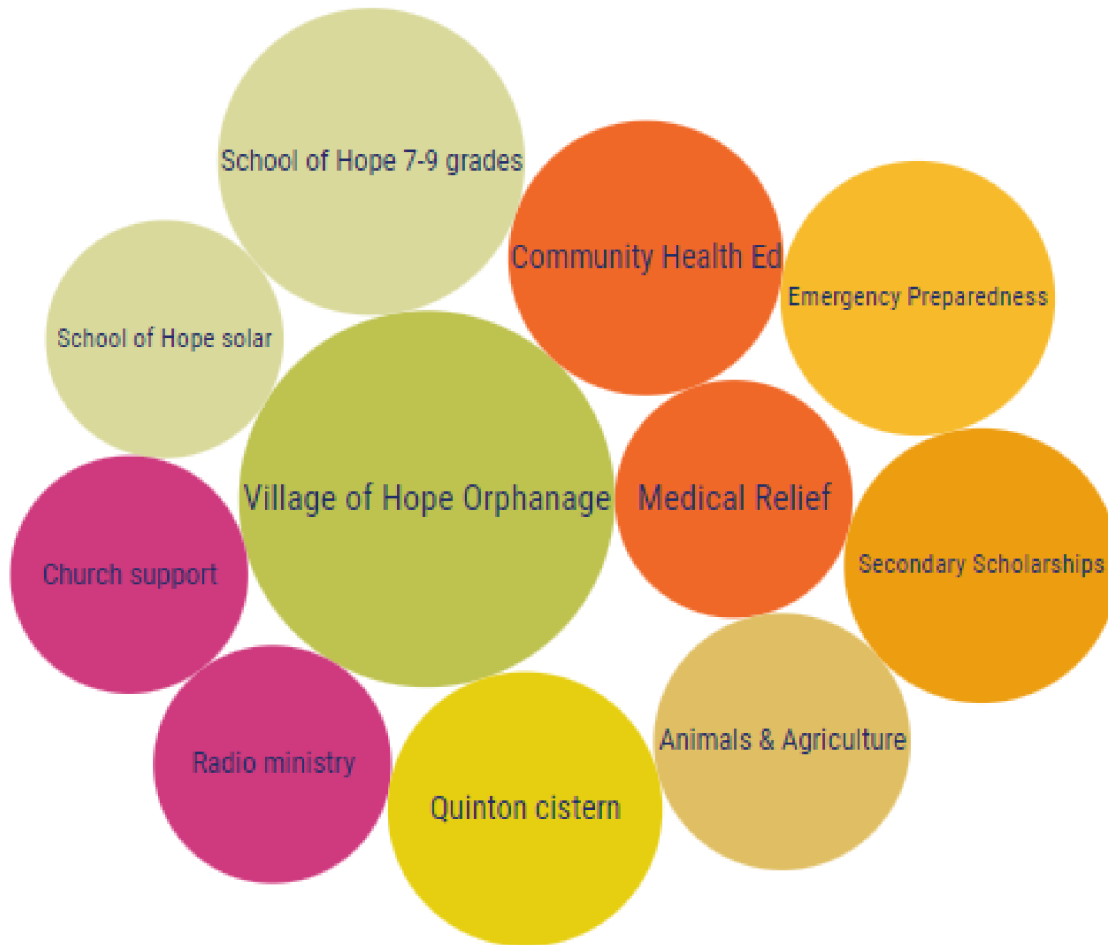 School of Hope 7-9 grades
Community Health Ed
Emergency Preparedness
School of Hope solar
Village of Hope Orphanage
Medical Relief
Secondary Scholarships
Church support
Animals & Agriculture
Radio ministry
Quinton cistern